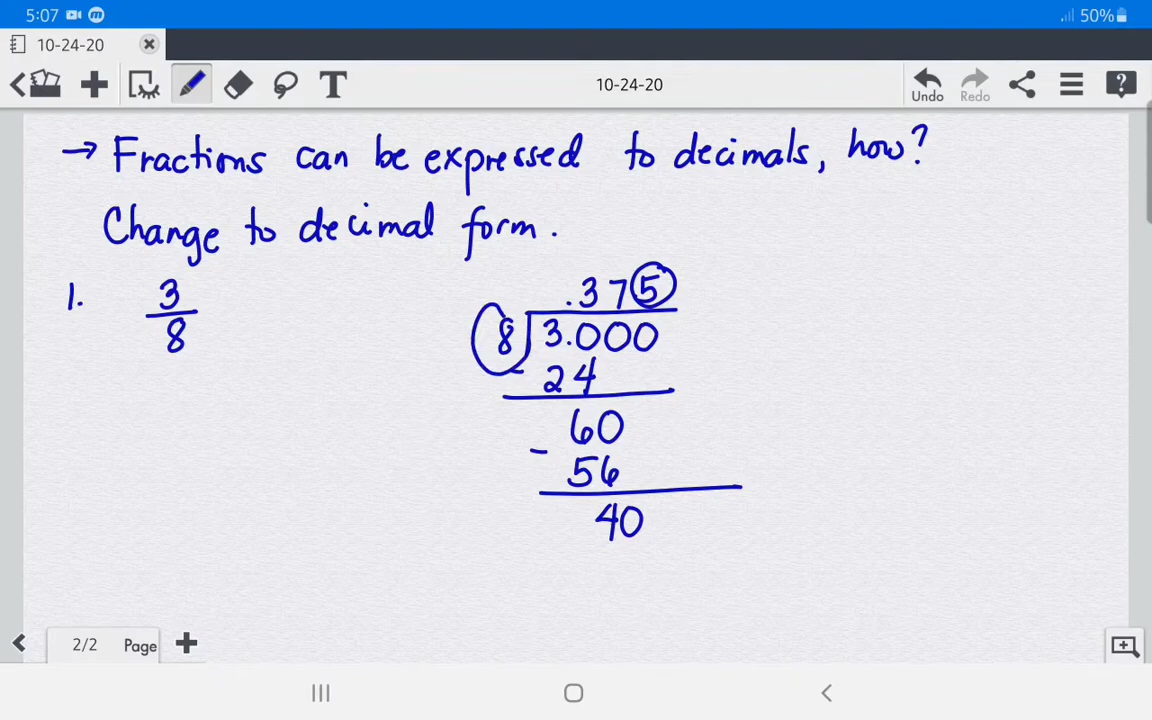 5:07 50%
10-24-20
10-24-20
T
Undo
Redo
→ Fractions can be expressed to decimals, how?
Change to decimal form.
1. 3/8
.375
8 3.000
- 24
60
- 56
40
2/2 Page